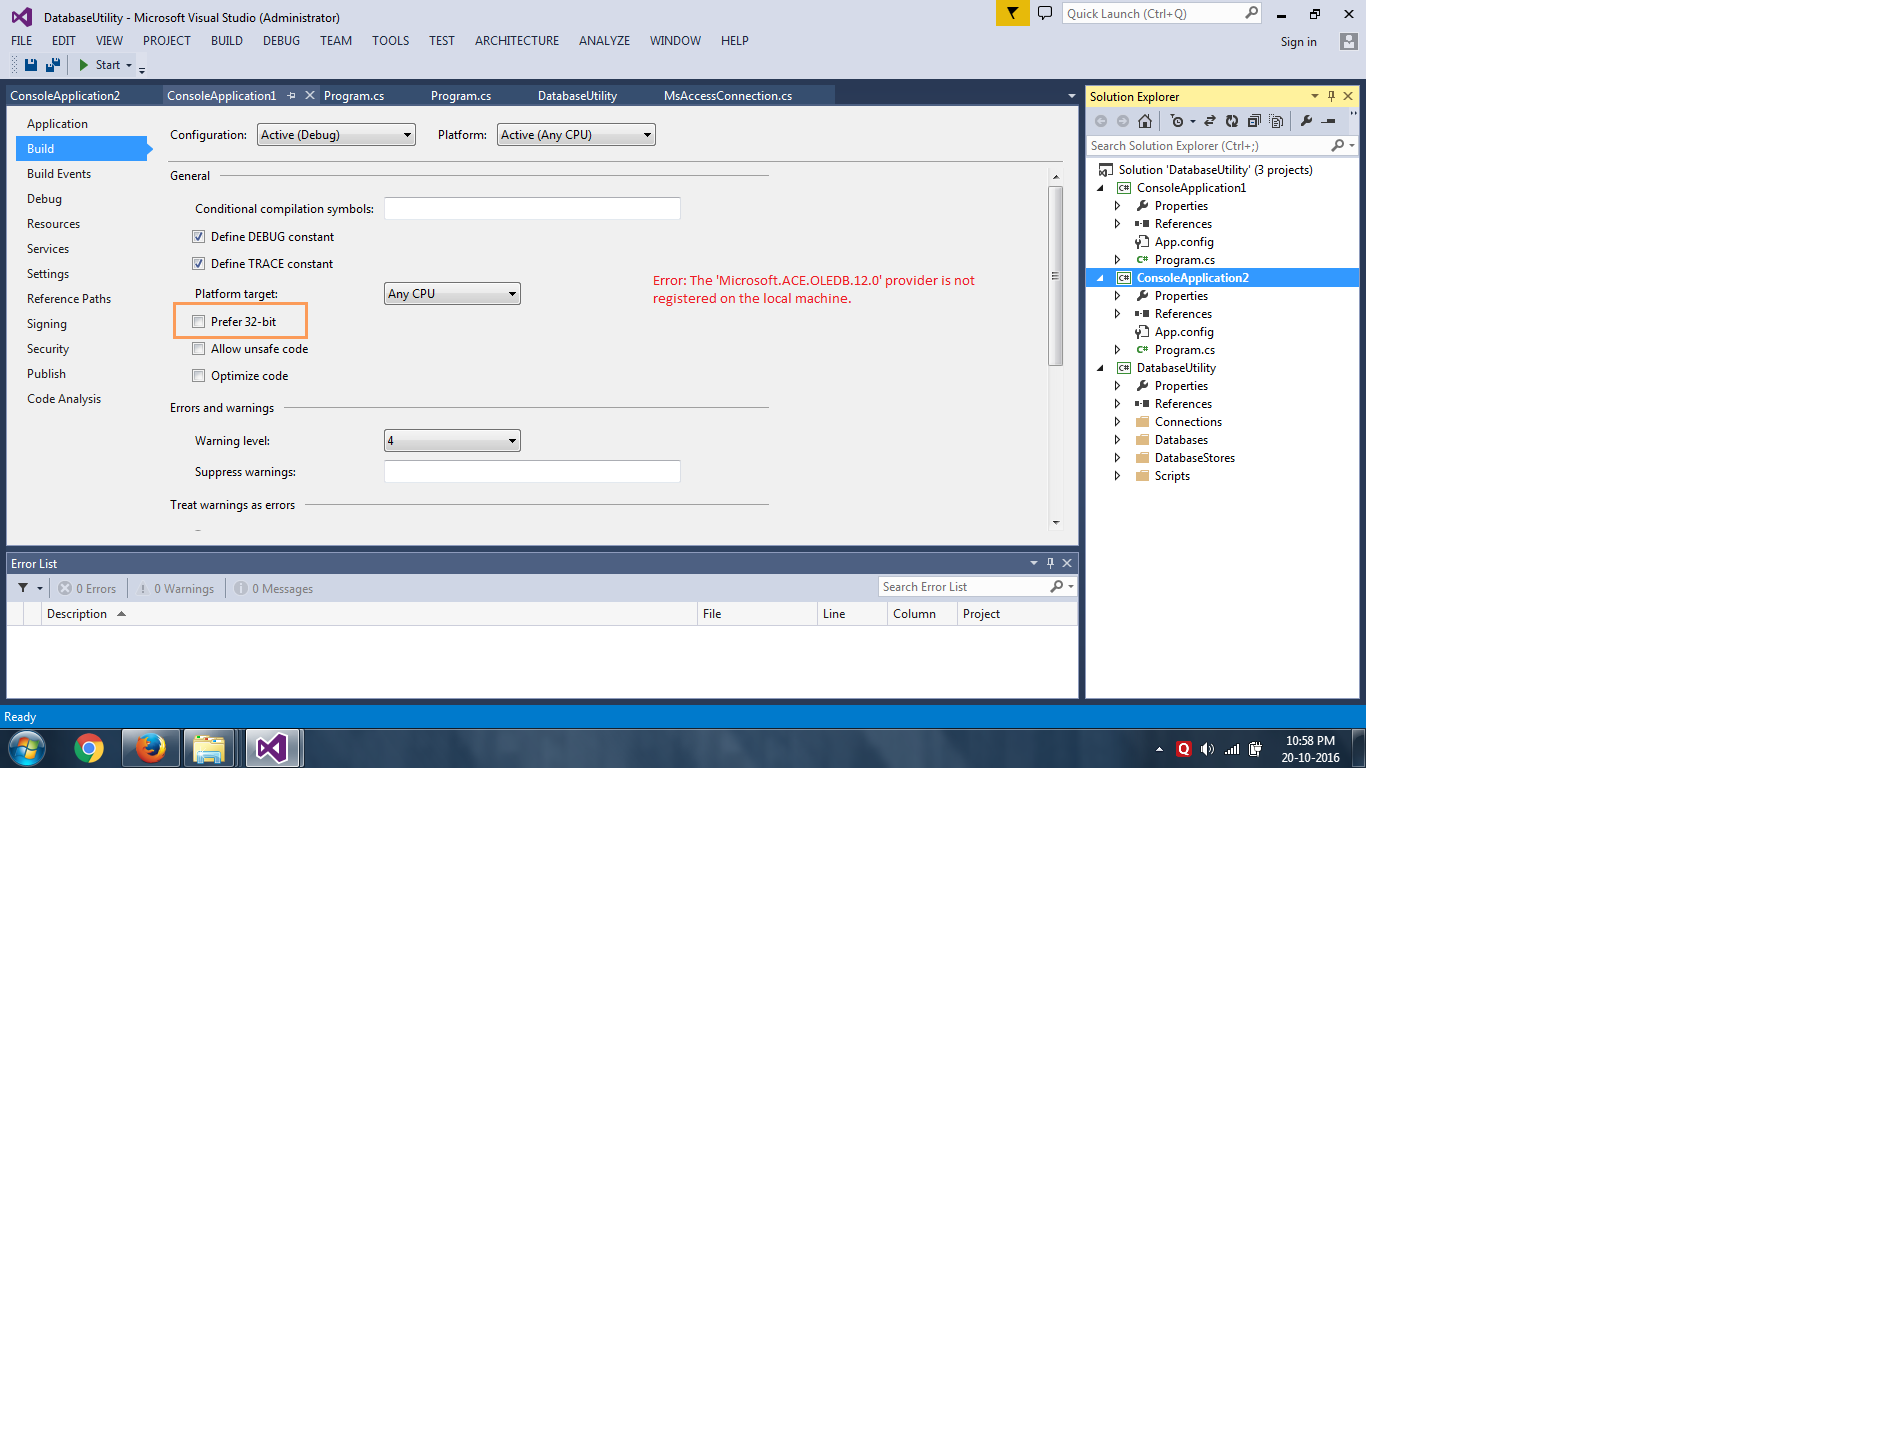 DatabaseUtility - Microsoft Visual Studio (Administrator)
Quick Launch (Ctrl+Q)
FILE EDIT VIEW PROJECT BUILD DEBUG TEAM TOOLS TEST ARCHITECTURE ANALYZE WINDOW HELP
Sign in
Start
ConsoleApplication2 ConsoleApplication1 Program.cs Program.cs DatabaseUtility MsAccessConnection.cs
Application
Build
Build Events
Debug
Resources
Services
Settings
Reference Paths
Signing
Security
Publish
Code Analysis
Configuration: Active (Debug) Platform: Active (Any CPU)
General
Conditional compilation symbols:
Define DEBUG constant
Define TRACE constant
Platform target: Any CPU
Prefer 32-bit
Allow unsafe code
Optimize code
Error: The 'Microsoft.ACE.OLEDB.12.0' provider is not
registered on the local machine.
Errors and warnings
Warning level: 4
Suppress warnings:
Treat warnings as errors
Error List
0 Errors 0 Warnings 0 Messages
Search Error List
Description File Line Column Project
Solution Explorer
Search Solution Explorer (Ctrl+;)
Solution 'DatabaseUtility' (3 projects)
C# ConsoleApplication1
Properties
References
App.config
C# Program.cs
C# ConsoleApplication2
Properties
References
App.config
C# Program.cs
C# DatabaseUtility
Properties
References
Connections
Databases
DatabaseStores
Scripts
Ready
Q
10:58 PM
20-10-2016